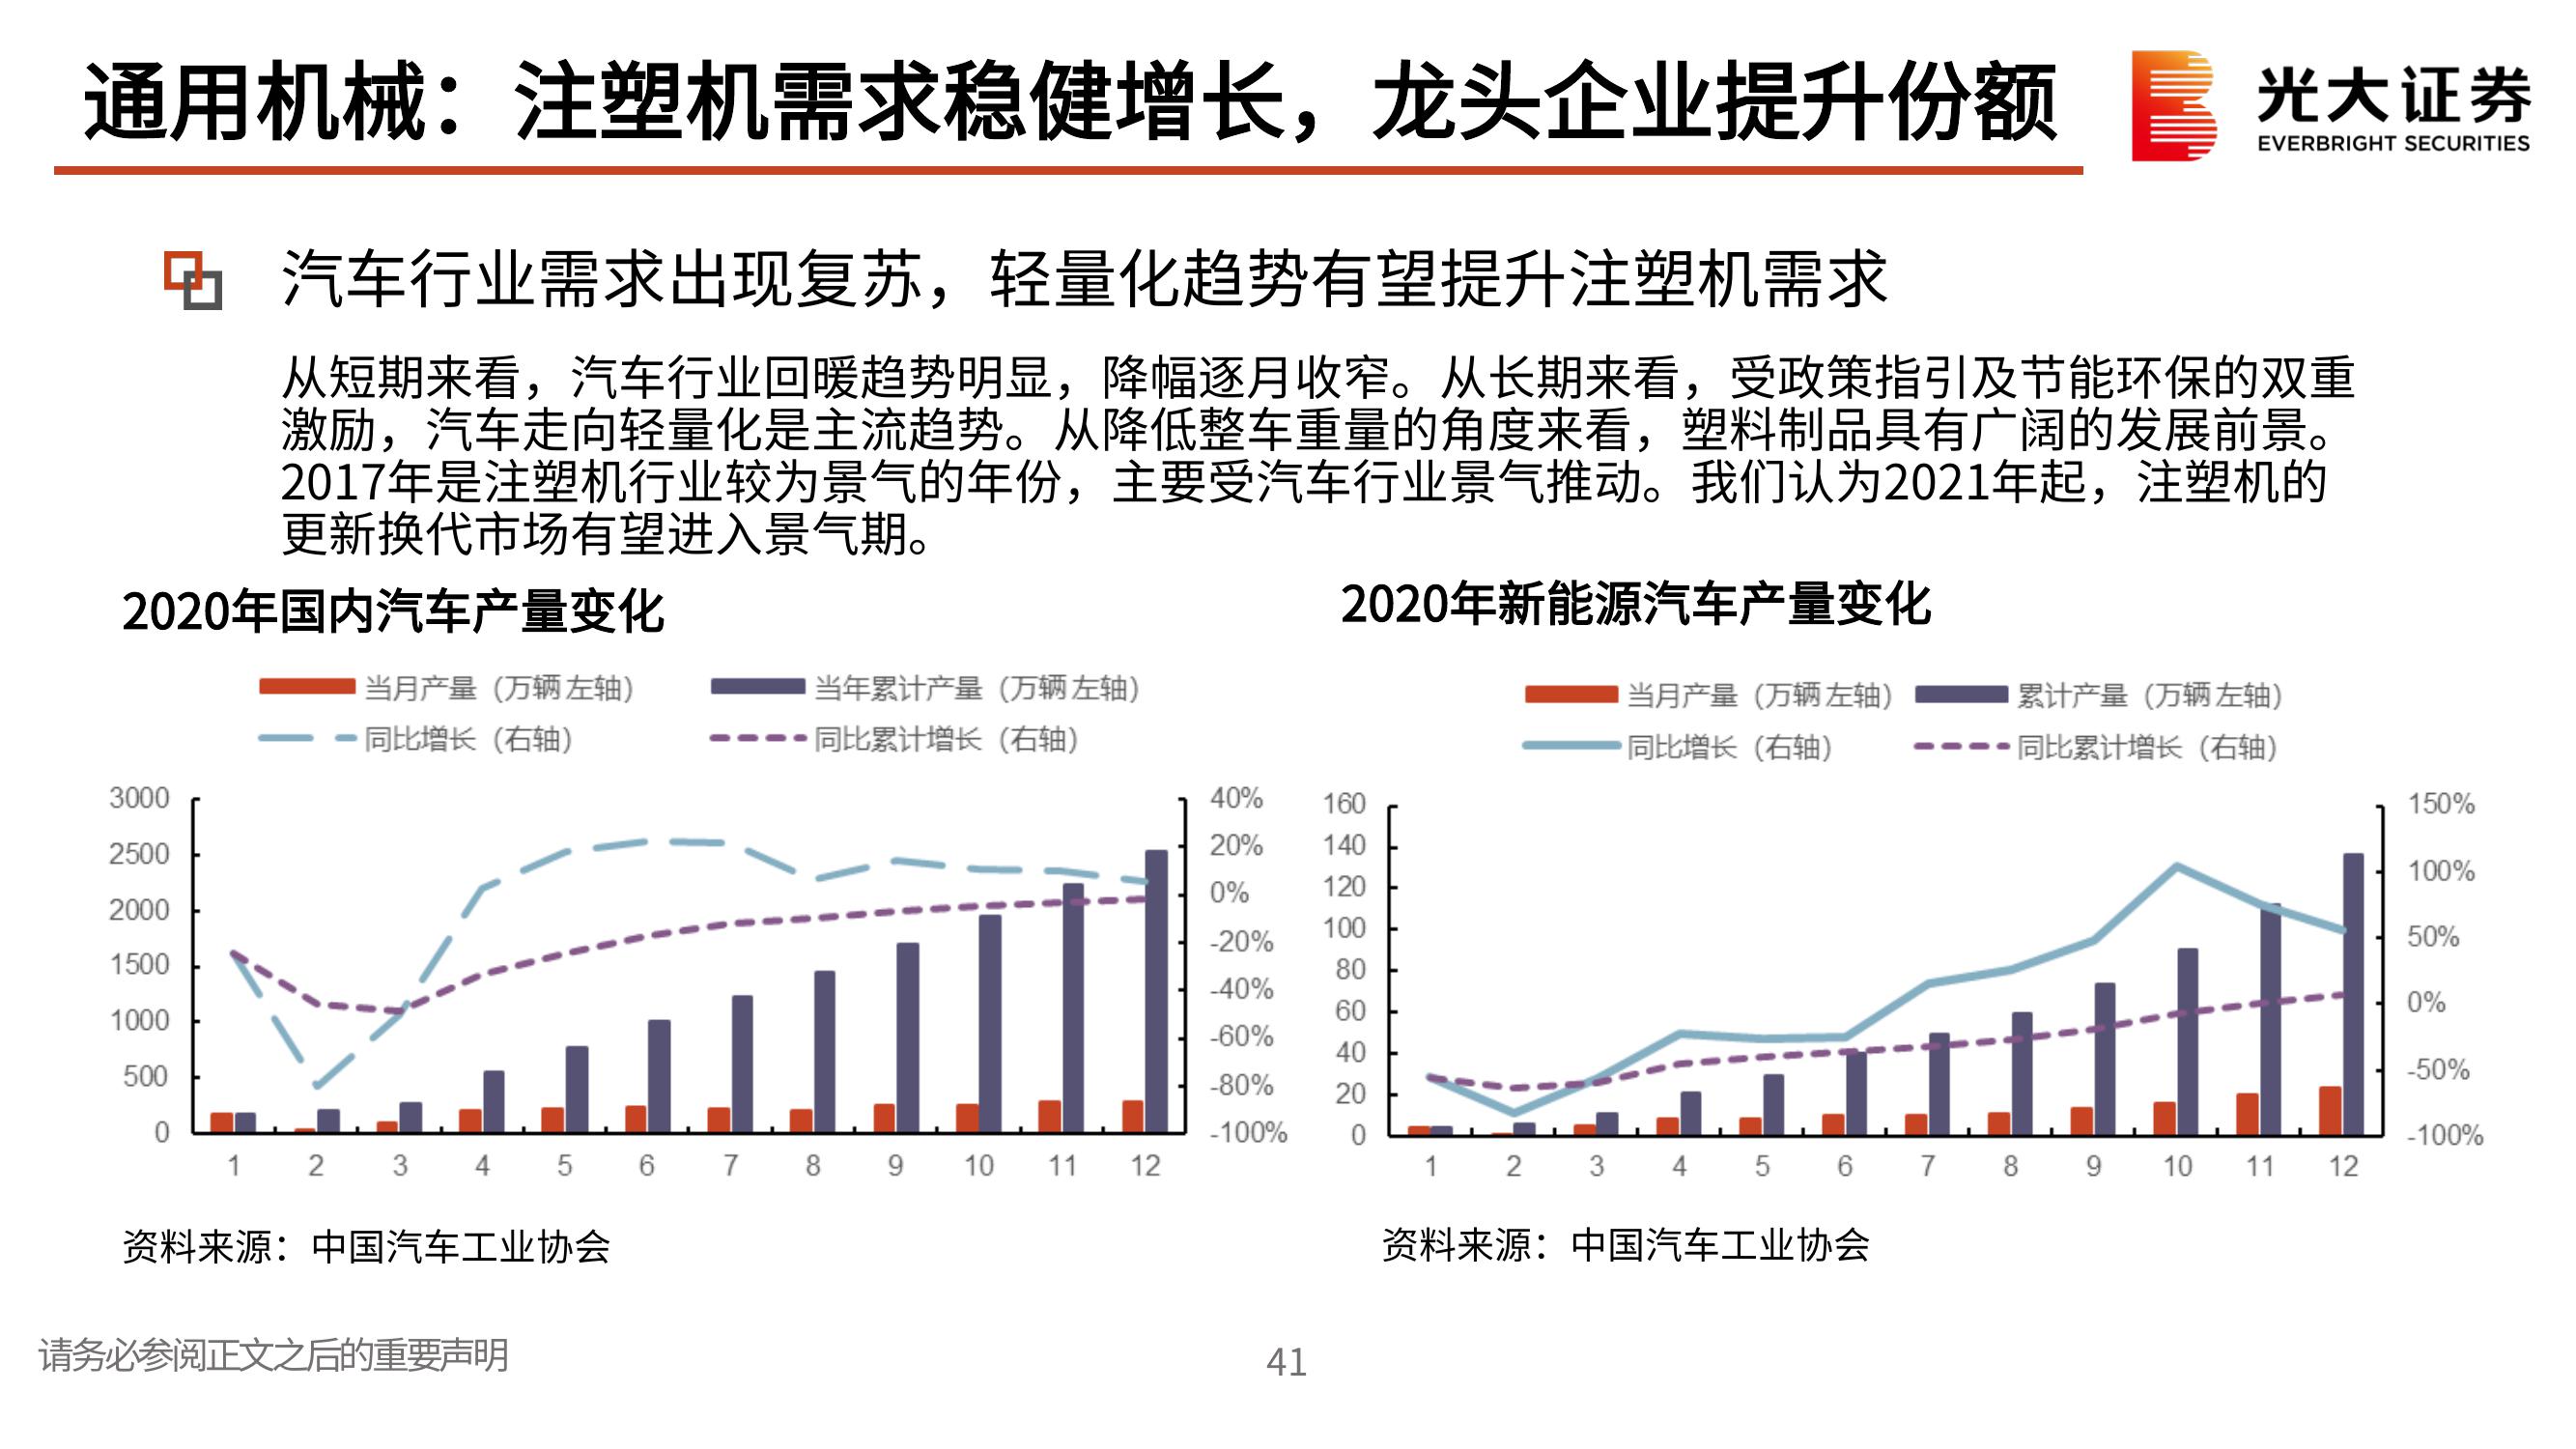 通用机械：注塑机需求稳健增长，龙头企业提升份额
光大证券
EVERBRIGHT SECURITIES
汽车行业需求出现复苏，轻量化趋势有望提升注塑机需求
从短期来看，汽车行业回暖趋势明显，降幅逐月收窄。从长期来看，受政策指引及节能环保的双重
激励，汽车走向轻量化是主流趋势。从降低整车重量的角度来看，塑料制品具有广阔的发展前景。
2017年是注塑机行业较为景气的年份，主要受汽车行业景气推动。我们认为2021年起，注塑机的
更新换代市场有望进入景气期。
2020年国内汽车产量变化
当月产量（万辆 左轴） 当年累计产量（万辆 左轴）
同比增长（右轴） 同比累计增长（右轴）
3000 40%
2500 20%
2000 0%
1500 -20%
1000 -40%
500 -60%
0 -80%
-100%
1 2 3 4 5 6 7 8 9 10 11 12
资料来源：中国汽车工业协会
2020年新能源汽车产量变化
当月产量（万辆 左轴） 累计产量（万辆 左轴）
同比增长（右轴） 同比累计增长（右轴）
160 150%
140 100%
120 50%
100 0%
80 -50%
60 -100%
40
20
0
1 2 3 4 5 6 7 8 9 10 11 12
资料来源：中国汽车工业协会
请务必参阅正文之后的重要声明
41